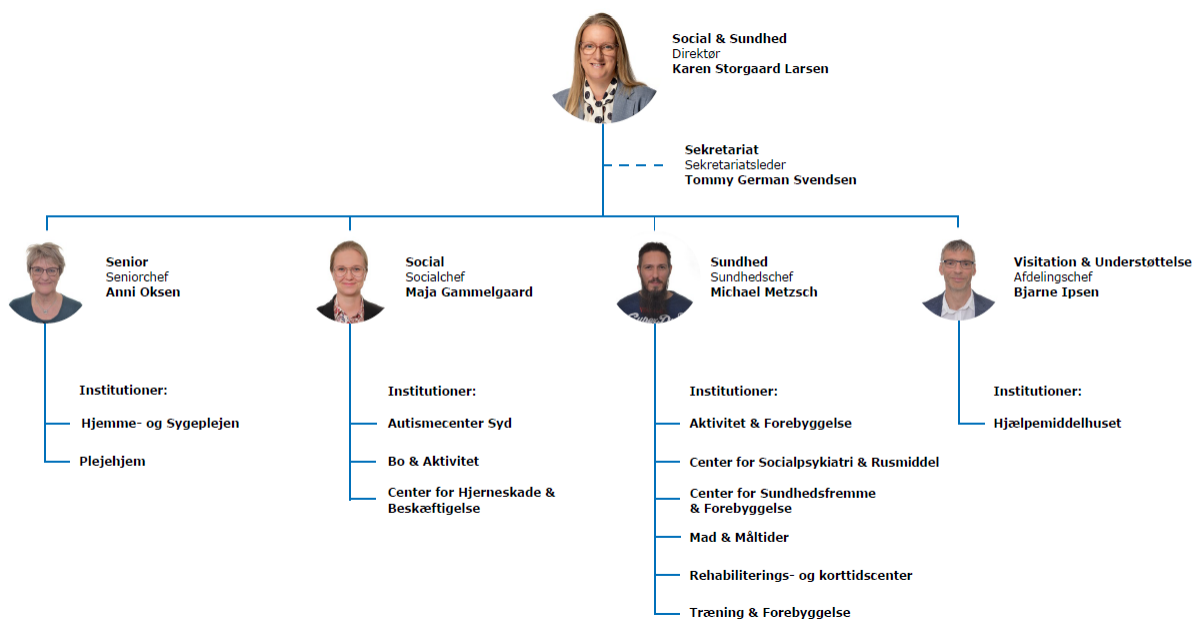 Social & Sundhed
Direktør
Karen Storgaard Larsen
Sekretariat
Sekretariatsleder
Tommy German Svendsen
Senior
Seniorchef
Anni Oksen
Social
Socialchef
Maja Gammelgaard
Sundhed
Sundhedschef
Michael Metzsch
Visitation & Understøttelse
Afdelingschef
Bjarne Ipsen
Institutioner:
Hjemme- og Sygeplejen
Plejehjem
Institutioner:
Autismecenter Syd
Bo & Aktivitet
Center for Hjerneskade &
Beskæftigelse
Institutioner:
Aktivitet & Forebyggelse
Center for Socialpsykiatri & Rusmiddel
Center for Sundhedsfremme
& Forebyggelse
Mad & Måltider
Rehabiliterings- og korttidscenter
Træning & Forebyggelse
Institutioner:
Hjælpemiddelhuset